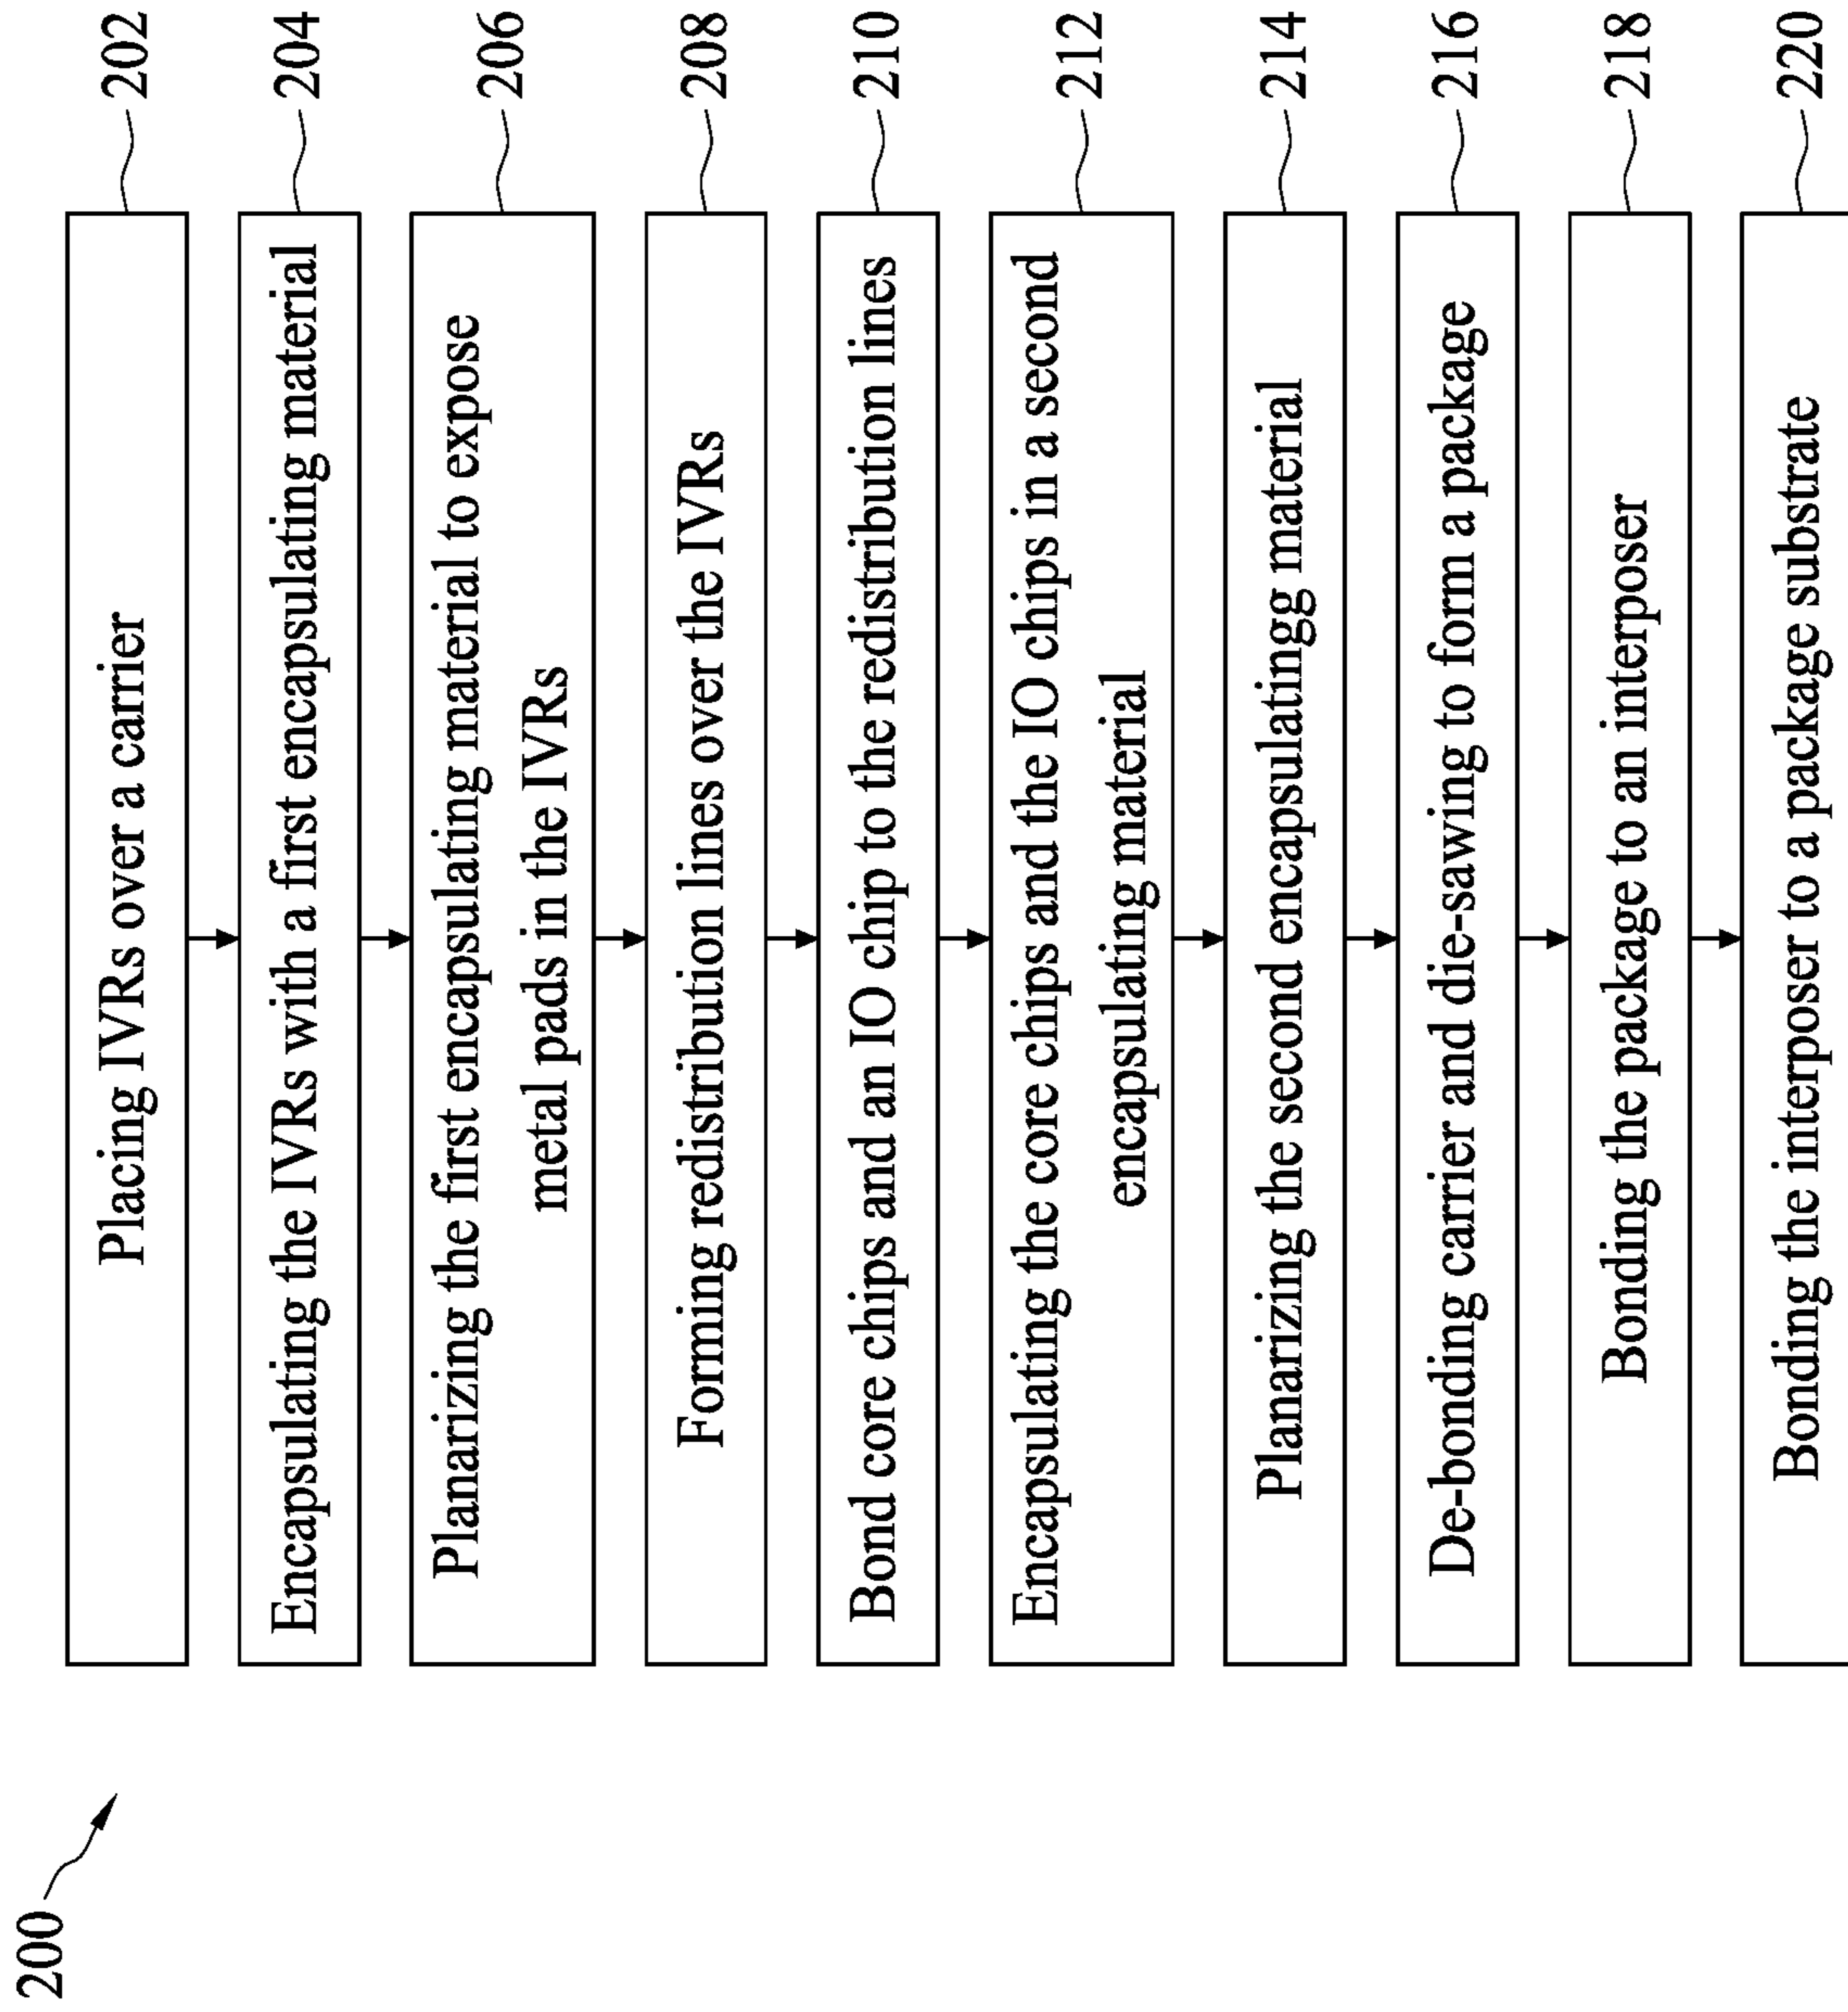 200
Placing IVRs over a carrier
202
Encapsulating the IVRs with a first encapsulating material
204
Planarizing the first encapsulating material to expose
metal pads in the IVRs
206
Forming redistribution lines over the IVRs
208
Bond core chips and an IO chip to the redistribution lines
210
Encapsulating the core chips and the IO chips in a second
encapsulating material
212
Planarizing the second encapsulatingg material
214
De-bonding carrier and die-sawing to form a package
216
Bonding the package to an interposer
218
Bonding the interposer to a package substrate
220